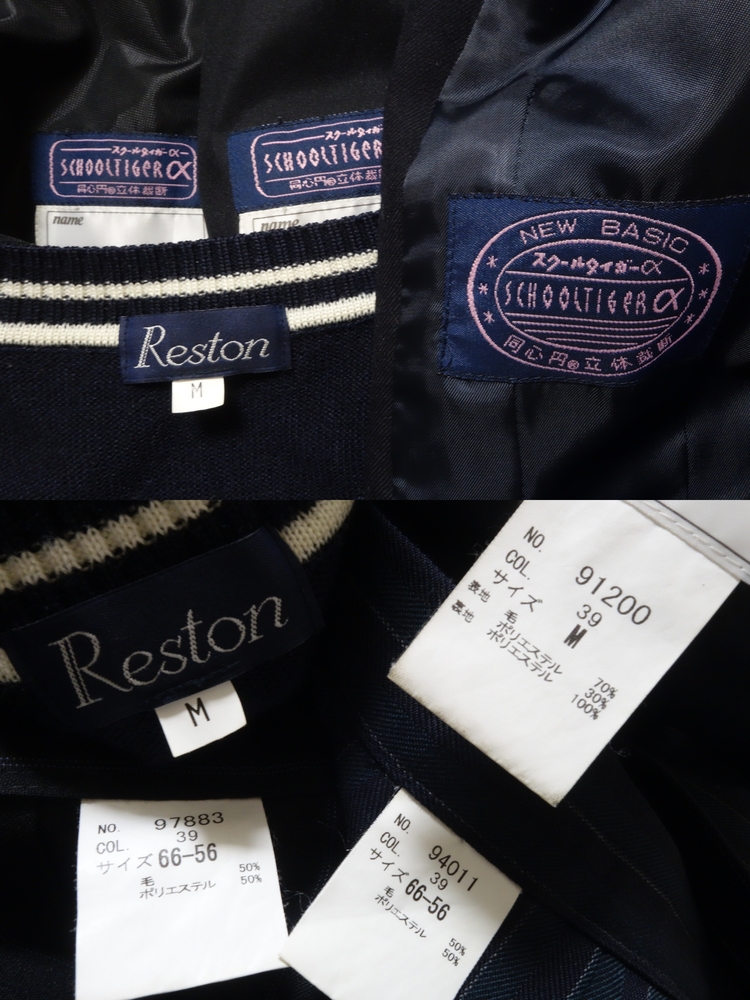 スクールタイガーα
SCHOOLTIGER α
同心円®立体裁断
name
スクールタイガー
SCHOOLTIGER
同心円®立体裁
name
Reston
M
NEW BASIC
スクールタイガーα
SCHOOLTIGER α
同心円®立体裁断
Reston
M
NO. 91200
COL. 39
サイズ M
表地 毛 70%
ポリエステル 30%
裏地 ポリエステル 100%
NO. 97883
COL. 39
サイズ 66-56
毛 50%
ポリエステル 50%
NO. 94011
COL. 39
サイズ 66-56
毛 50%
ポリエステル 50%